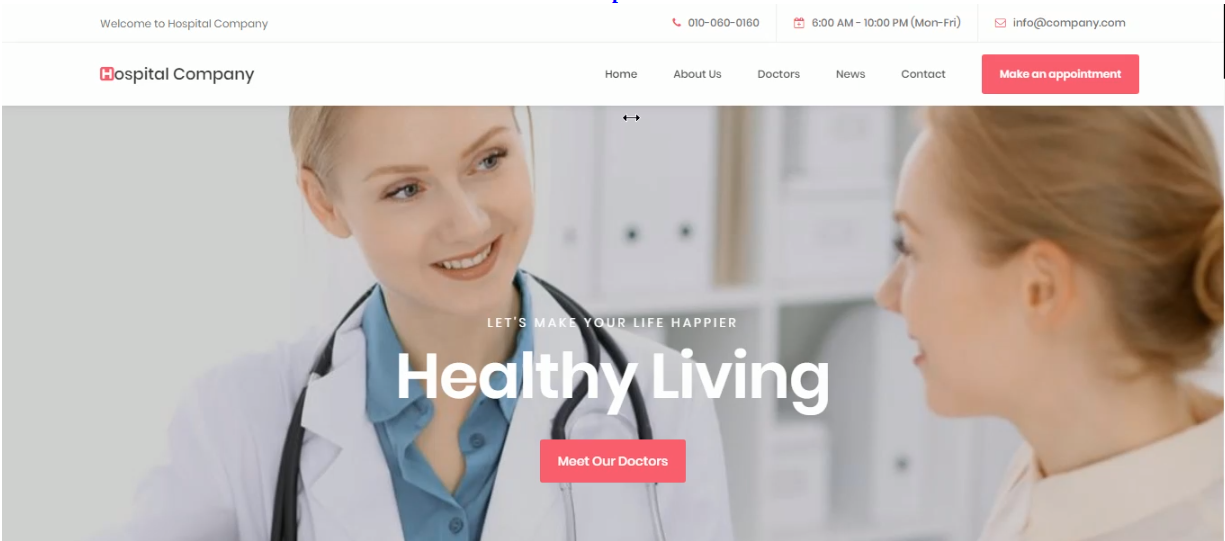 Welcome to Hospital Company
010-060-0160
6:00 AM - 10:00 PM (Mon-Fri)
info@company.com
Hospital Company
Home
About Us
Doctors
News
Contact
Make an appointment
LET'S MAKE YOUR LIFE HAPPIER
Healthy Living
Meet Our Doctors